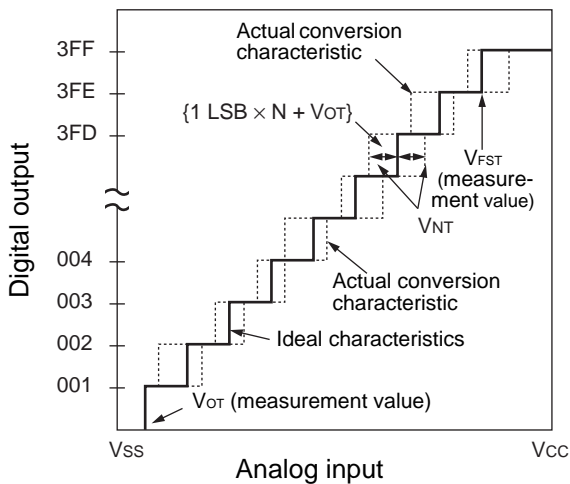 3FF
3FE
3FD
004
003
002
001
Digital output
Actual conversion
characteristic
{1 LSB × N + VOT}
VFST
(measure-
ment value)
VNT
Actual conversion
characteristic
Ideal characteristics
VOT (measurement value)
VSS
VCC
Analog input